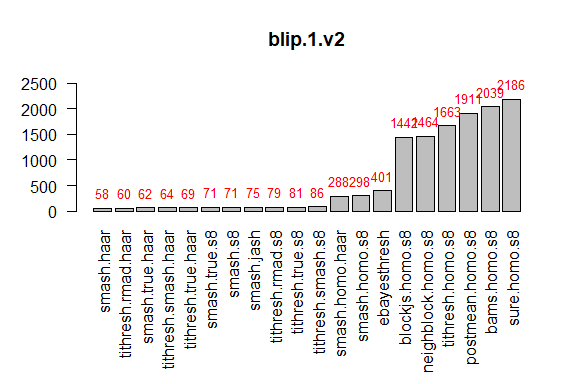 blip.1.v2
2500
2000
1500
1000
500
0
58 60 62 64 69 71 71 75 79 81 86 288 298 401 1442 1464 1663 1911 2039 2186
smash.haar
tithresh.rmad.haar
smash.true.haar
tithresh.smash.haar
tithresh.true.haar
smash.true.s8
smash.s8
smash.jash
tithresh.rmad.s8
tithresh.true.s8
tithresh.smash.s8
smash.homo.haar
smash.homo.s8
ebayesthresh
blockjs.homo.s8
neighblock.homo.s8
tithresh.homo.s8
postmean.homo.s8
bams.homo.s8
sure.homo.s8